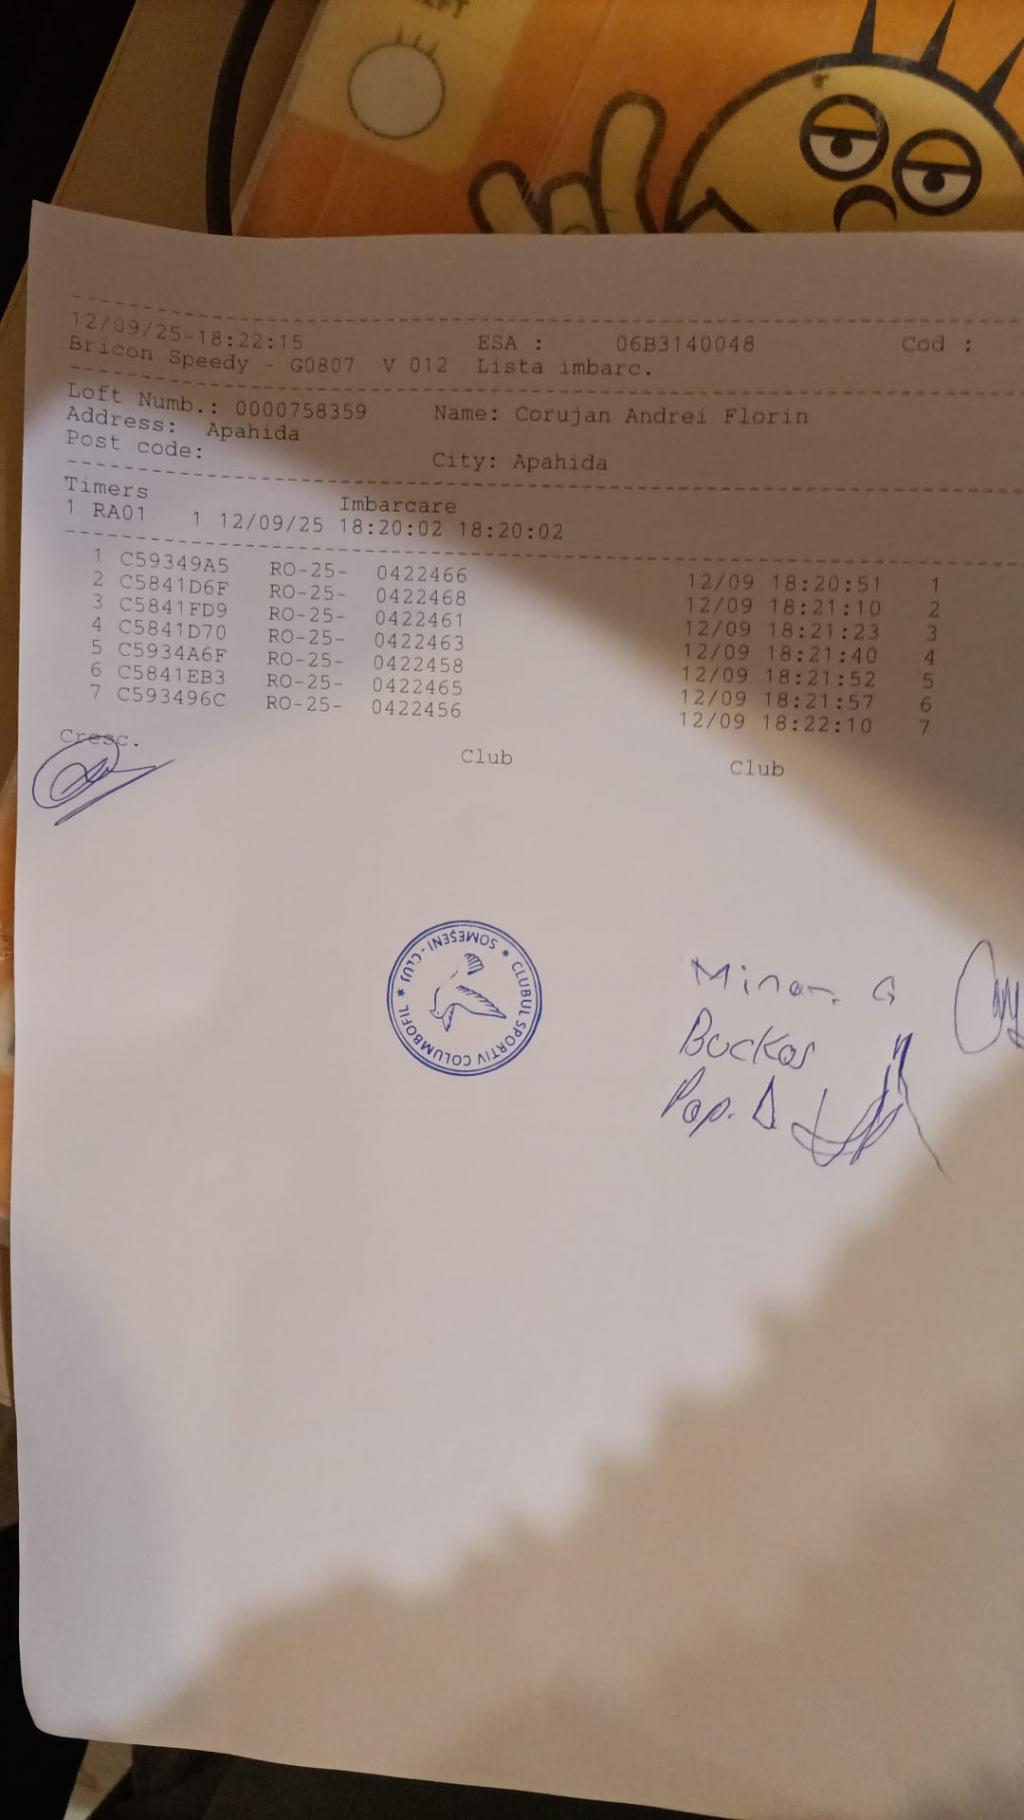 12/09/25-18:22:15 ESA : 06B3140048 Cod :
Bricon Speedy - G0807 V 012 Lista imbarc.
Loft Numb.: 0000758359 Name: Corujan Andrei Florin
Address: Apahida
Post code: City: Apahida
Timers Imbarcare
1 RA01 1 12/09/25 18:20:02 18:20:02
1 C59349A5 RO-25- 0422466 12/09 18:20:51 1
2 C5841D6F RO-25- 0422468 12/09 18:21:10 2
3 C5841FD9 RO-25- 0422461 12/09 18:21:23 3
4 C5841D70 RO-25- 0422463 12/09 18:21:40 4
5 C5934A6F RO-25- 0422458 12/09 18:21:52 5
6 C5841EB3 RO-25- 0422465 12/09 18:21:57 6
7 C593496C RO-25- 0422456 12/09 18:22:10 7
Cresc. Club Club
* CLUBUL SPORTIV COLUMBOFIL * SOMEȘENI-CLUJ
G
Pop. D